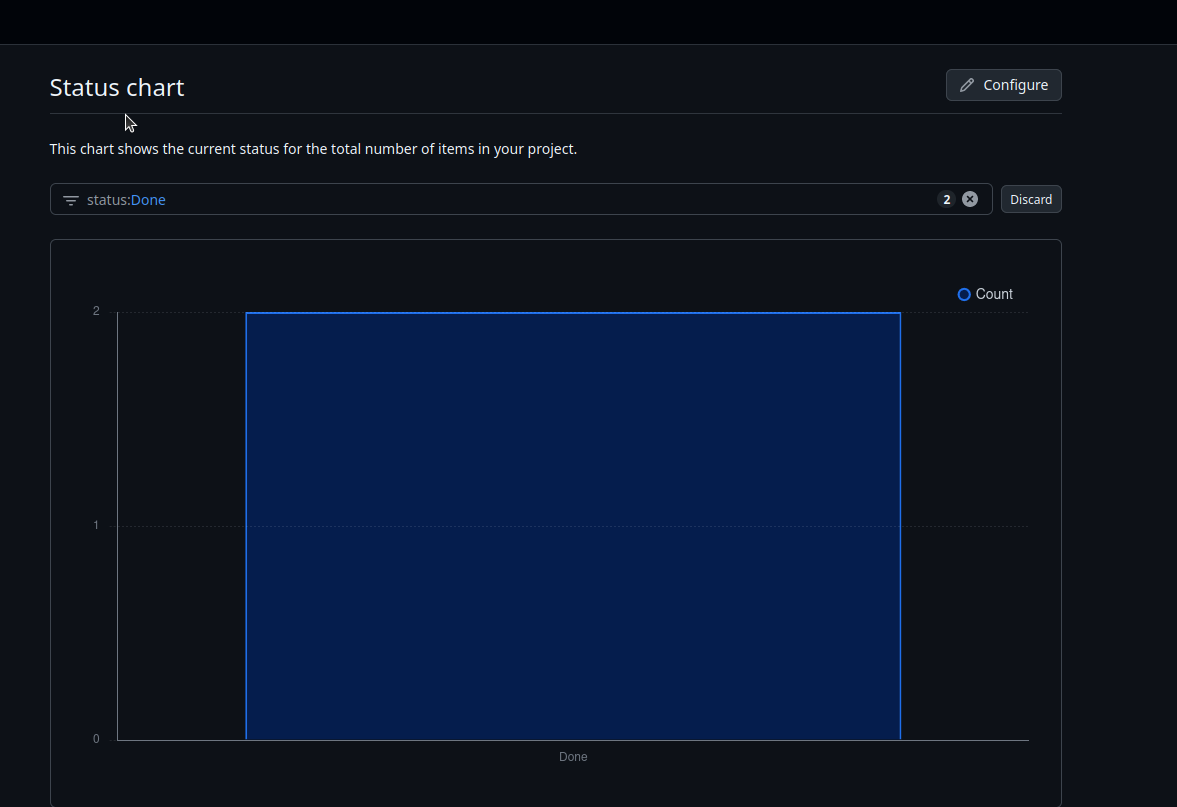 Status chart
Configure
This chart shows the current status for the total number of items in your project.
status:Done
2
Discard
Count
2
1
0
Done